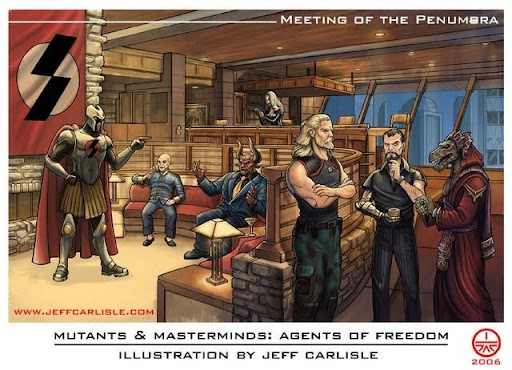 Meeting of the Penumbra
www.jeffcarlisle.com
Mutants & Masterminds: Agents of Freedom
Illustration by Jeff Carlisle
2006